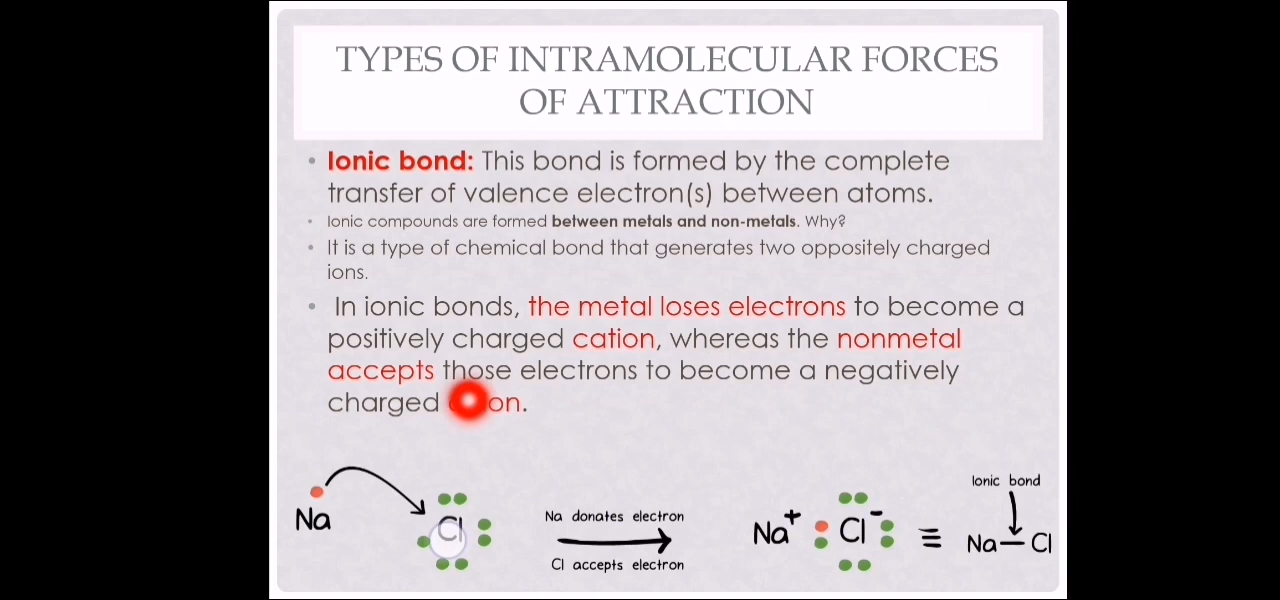 TYPES OF INTRAMOLECULAR FORCES
OF ATTRACTION
• Ionic bond: This bond is formed by the complete
transfer of valence electron(s) between atoms.
• Ionic compounds are formed between metals and non-metals. Why?
• It is a type of chemical bond that generates two oppositely charged
ions.
• In ionic bonds, the metal loses electrons to become a
positively charged cation, whereas the nonmetal
accepts those electrons to become a negatively
charged
Ionic bond
Na
Cl
Na donates electron
Cl accepts electron
Na+ Cl-
≡
Na — Cl